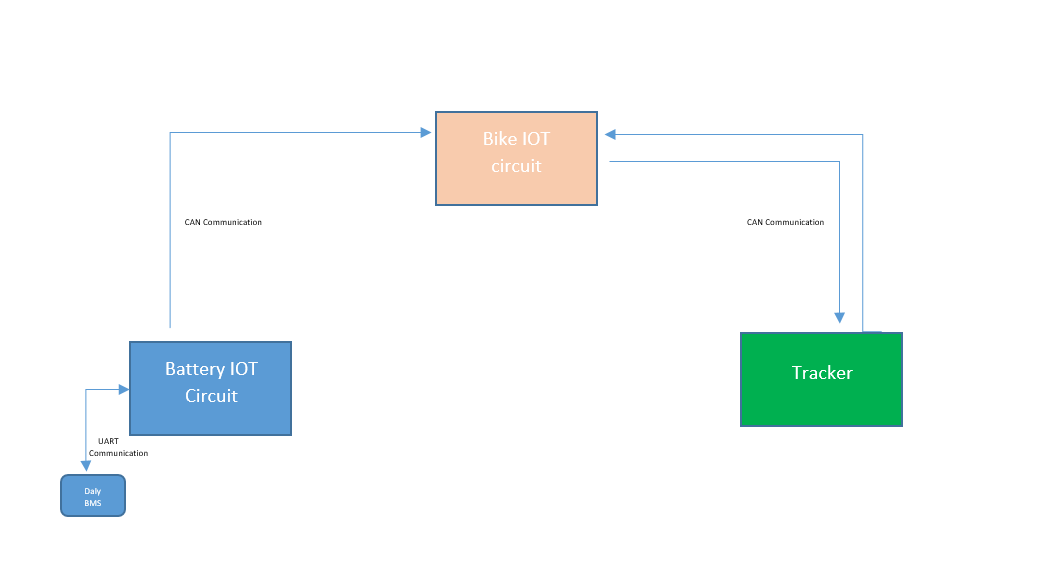 Bike IOT
circuit
CAN Communication
CAN Communication
Battery IOT
Circuit
Tracker
UART
Communication
Daly
BMS